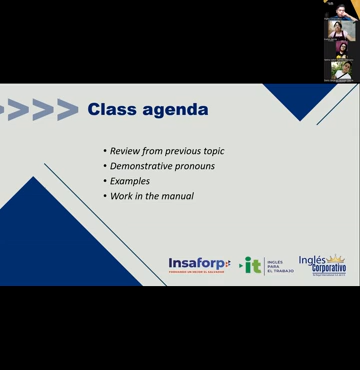 Class agenda
• Review from previous topic
• Demonstrative pronouns
• Examples
• Work in the manual
Insaforp
it
INGLÉS
PARA
EL TRABAJO
Inglés
Corporativo